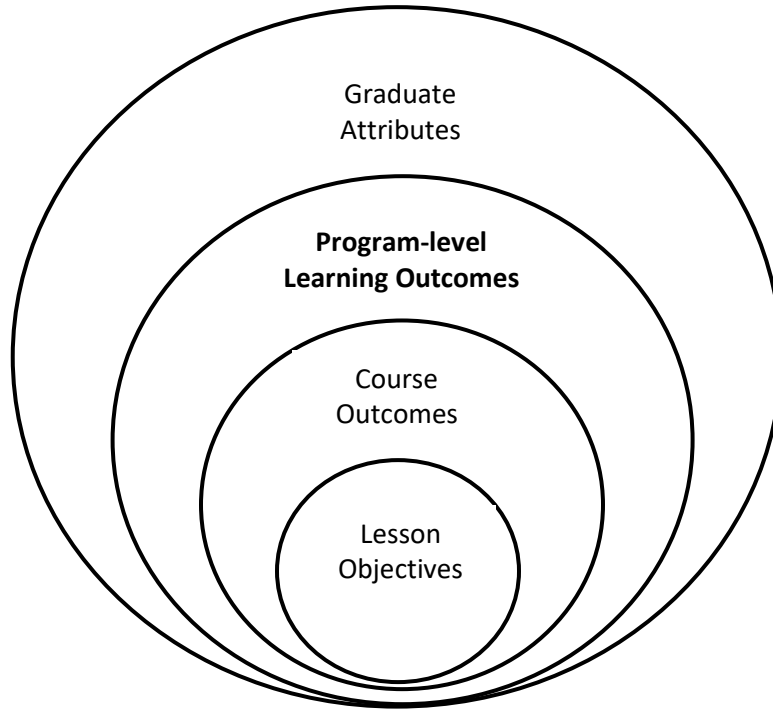 Graduate
Attributes
Program-level
Learning Outcomes
Course
Outcomes
Lesson
Objectives